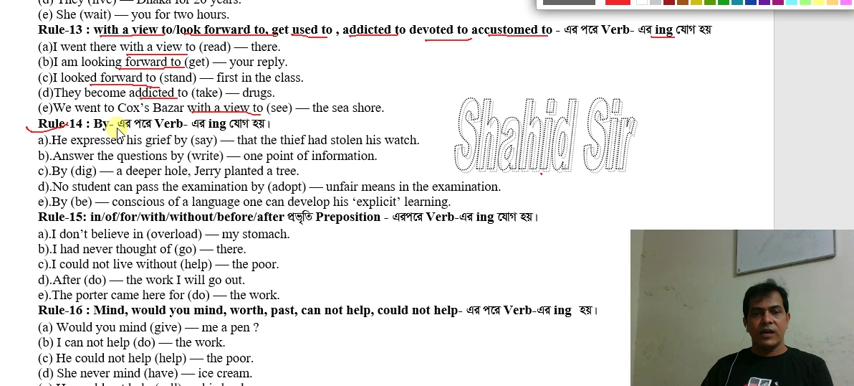 (e) She (wait) — you for two hours.
Rule-13 : with a view to/look forward to, get used to , addicted to devoted to accustomed to - এর পরে Verb- এর ing যোগ হয়
(a)I went there with a view to (read) — there.
(b)I am looking forward to (get) — your reply.
(c)I looked forward to (stand) — first in the class.
(d)They become addicted to (take) — drugs.
(e)We went to Cox's Bazar with a view to (see) — the sea shore.
Rule-14 : By- এর পরে Verb- এর ing যোগ হয়।
a).He expressed his grief by (say) — that the thief had stolen his watch.
b).Answer the questions by (write) — one point of information.
c).By (dig) — a deeper hole, Jerry planted a tree.
d).No student can pass the examination by (adopt) — unfair means in the examination.
e).By (be) — conscious of a language one can develop his ‘explicit’ learning.
Shahid Sir
Rule-15: in/of/for/with/without/before/after প্রভৃতি Preposition - এরপরে Verb-এর ing যোগ হয়।
a).I don't believe in (overload) — my stomach.
b).I had never thought of (go) — there.
c).I could not live without (help) — the poor.
d).After (do) — the work I will go out.
e).The porter came here for (do) — the work.
Rule-16 : Mind, would you mind, worth, past, can not help, could not help- এর পরে Verb-এর ing হয়।
(a) Would you mind (give) — me a pen ?
(b) I can not help (do) — the work.
(c) He could not help (help) — the poor.
(d) She never mind (have) — ice cream.